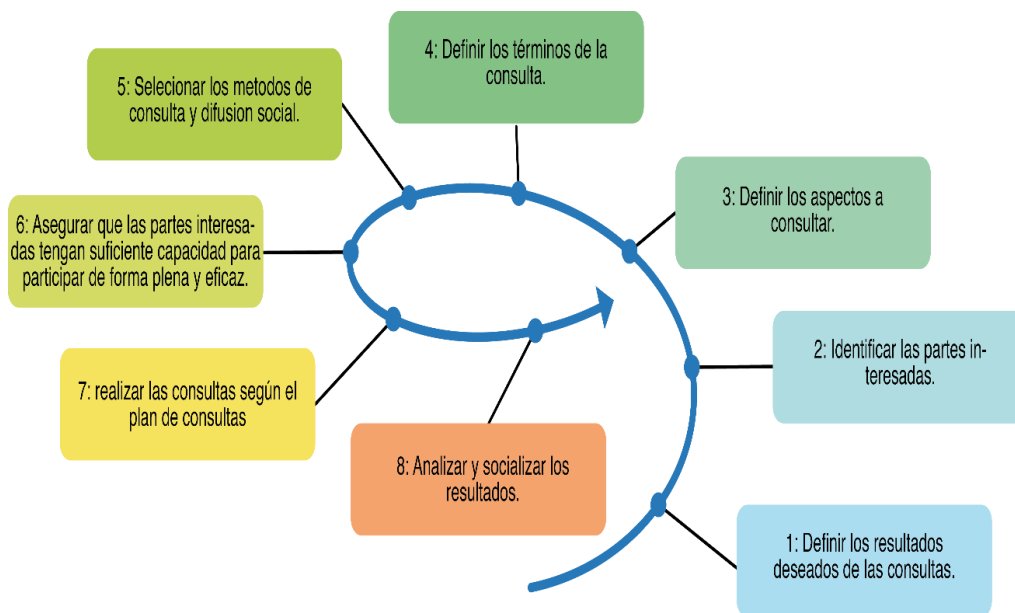 4: Definir los términos de la
consulta.
5: Selecionar los metodos de
consulta y difusion social.
3: Definir los aspectos a
consultar.
6: Asegurar que las partes interesa-
das tengan suficiente capacidad para
participar de forma plena y eficaz.
2: Identificar las partes in-
teresadas.
7: realizar las consultas según el
plan de consultas
8: Analizar y socializar los
resultados.
1: Definir los resultados
deseados de las consultas.